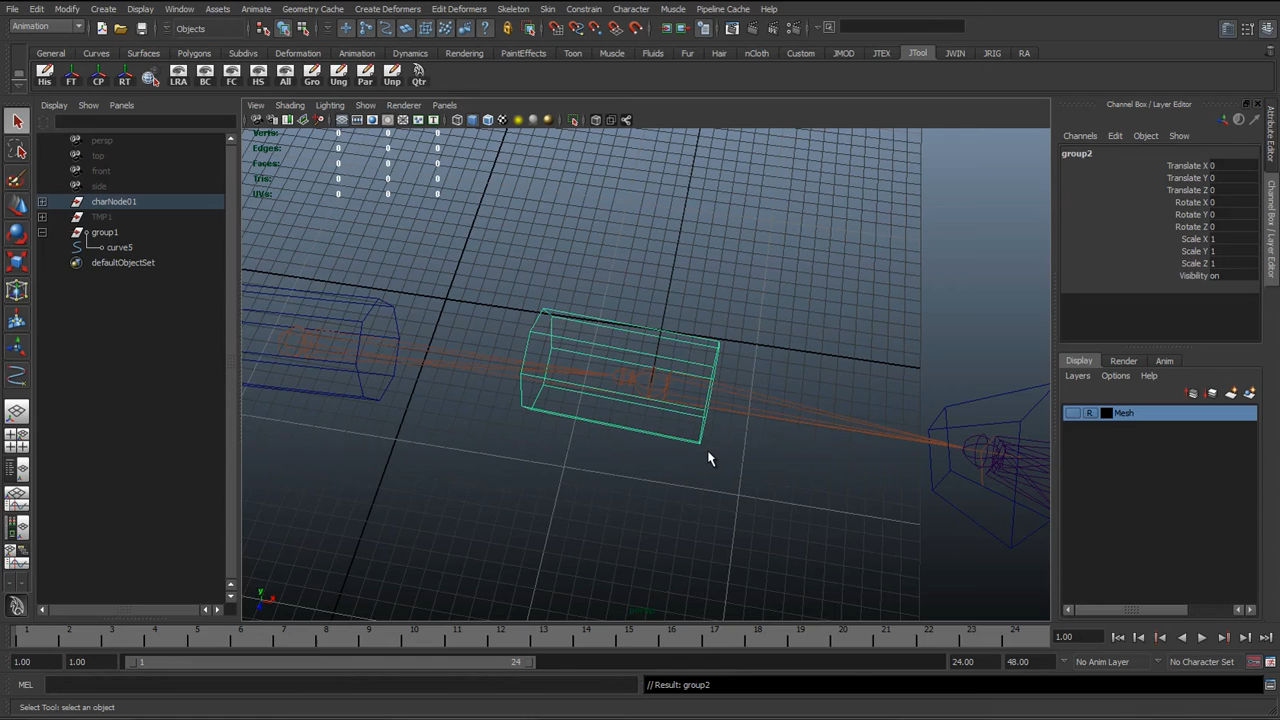 File Edit Modify Create Display Window Assets Animate Geometry Cache Create Deformers Edit Deformers Skeleton Skin Constrain Character Muscle Pipeline Cache Help
Animation
Objects
General Curves Surfaces Polygons Subdivs Deformation Animation Dynamics Rendering PaintEffects Toon Muscle Fluids Fur Hair nCloth Custom JMOD JTEX JTool JWIN JRIG RA
His FT CP RT LRA BC FC HS All Gro Ung Par Unp Qtr
Display Show Panels
View Shading Lighting Show Renderer Panels
Channel Box / Layer Editor
Channels Edit Object Show
Verts: 0 0 0
Edges: 0 0 0
Faces: 0 0 0
Tris: 0 0 0
UVs: 0 0 0
persp
top
front
side
charNode01
TMP1
group1
curve5
defaultObjectSet
group2
Translate X 0
Translate Y 0
Translate Z 0
Rotate X 0
Rotate Y 0
Rotate Z 0
Scale X 1
Scale Y 1
Scale Z 1
Visibility on
Attribute Editor
Channel Box / Layer Editor
Display Render Anim
Layers Options Help
R Mesh
y
x
z
persp
1 2 3 4 5 6 7 8 9 10 11 12 13 14 15 16 17 18 19 20 21 22 23 24
1.00
1.00 1.00 1 24 24.00 48.00 No Anim Layer No Character Set
MEL // Result: group2
Select Tool: select an object